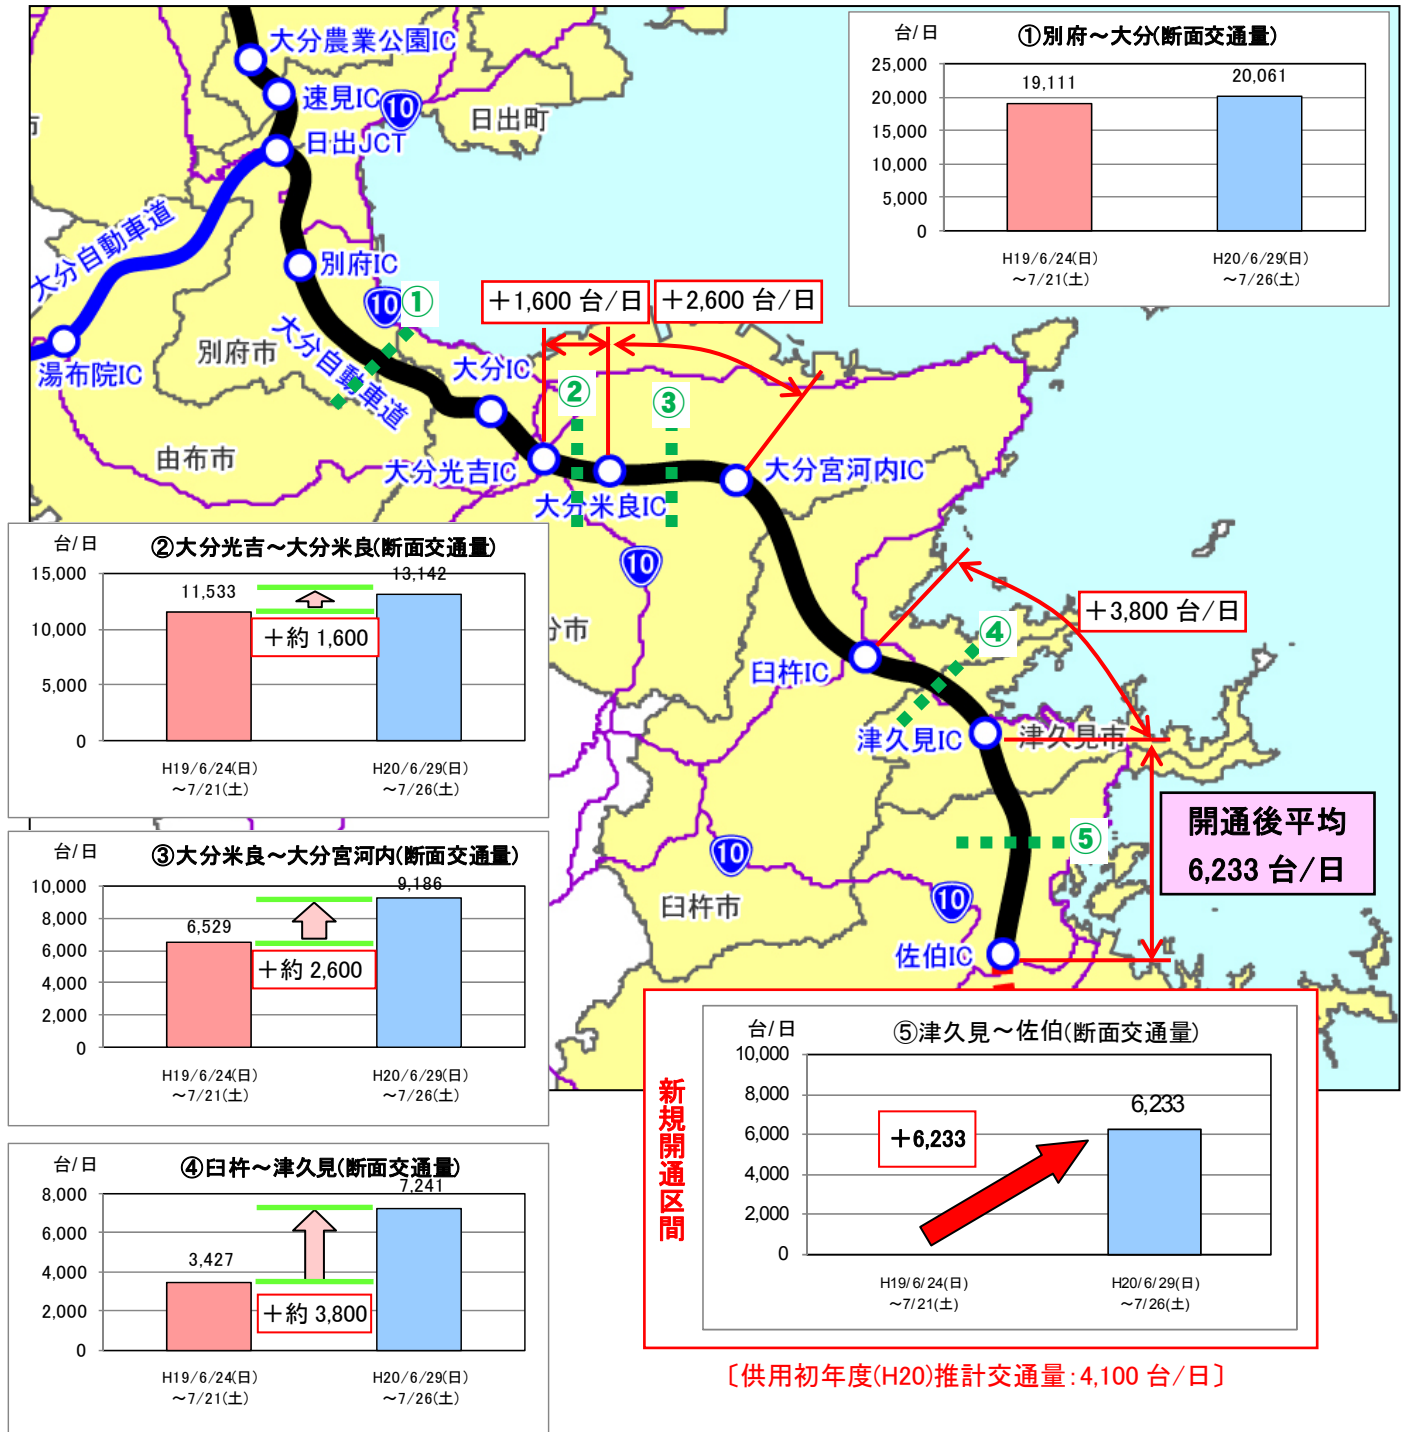 大分農業公園IC
速見IC
10
日出町
日出JCT
大分自動車道
別府IC
10
①
湯布院IC
別府市
大分自動車道
大分IC
由布市
大分光吉IC
②
③
大分米良IC
大分宮河内IC
＋1,600 台/日
＋2,600 台/日
10
分市
臼杵IC
④
＋3,800 台/日
津久見IC
津久見市
⑤
10
臼杵市
10
佐伯IC
開通後平均
6,233 台/日
台/日
①別府～大分(断面交通量)
25,000
20,000
15,000
10,000
5,000
0
19,111
20,061
H19/6/24(日)
～7/21(土)
H20/6/29(日)
～7/26(土)
台/日
②大分光吉～大分米良(断面交通量)
15,000
10,000
5,000
0
11,533
13,142
＋約 1,600
H19/6/24(日)
～7/21(土)
H20/6/29(日)
～7/26(土)
台/日
③大分米良～大分宮河内(断面交通量)
10,000
8,000
6,000
4,000
2,000
0
6,529
9,186
＋約 2,600
H19/6/24(日)
～7/21(土)
H20/6/29(日)
～7/26(土)
台/日
④臼杵～津久見(断面交通量)
8,000
6,000
4,000
2,000
0
3,427
7,241
＋約 3,800
H19/6/24(日)
～7/21(土)
H20/6/29(日)
～7/26(土)
新規開通区間
台/日
⑤津久見～佐伯(断面交通量)
10,000
8,000
6,000
4,000
2,000
0
＋6,233
6,233
H19/6/24(日)
～7/21(土)
H20/6/29(日)
～7/26(土)
〔供用初年度(H20)推計交通量：4,100 台/日〕